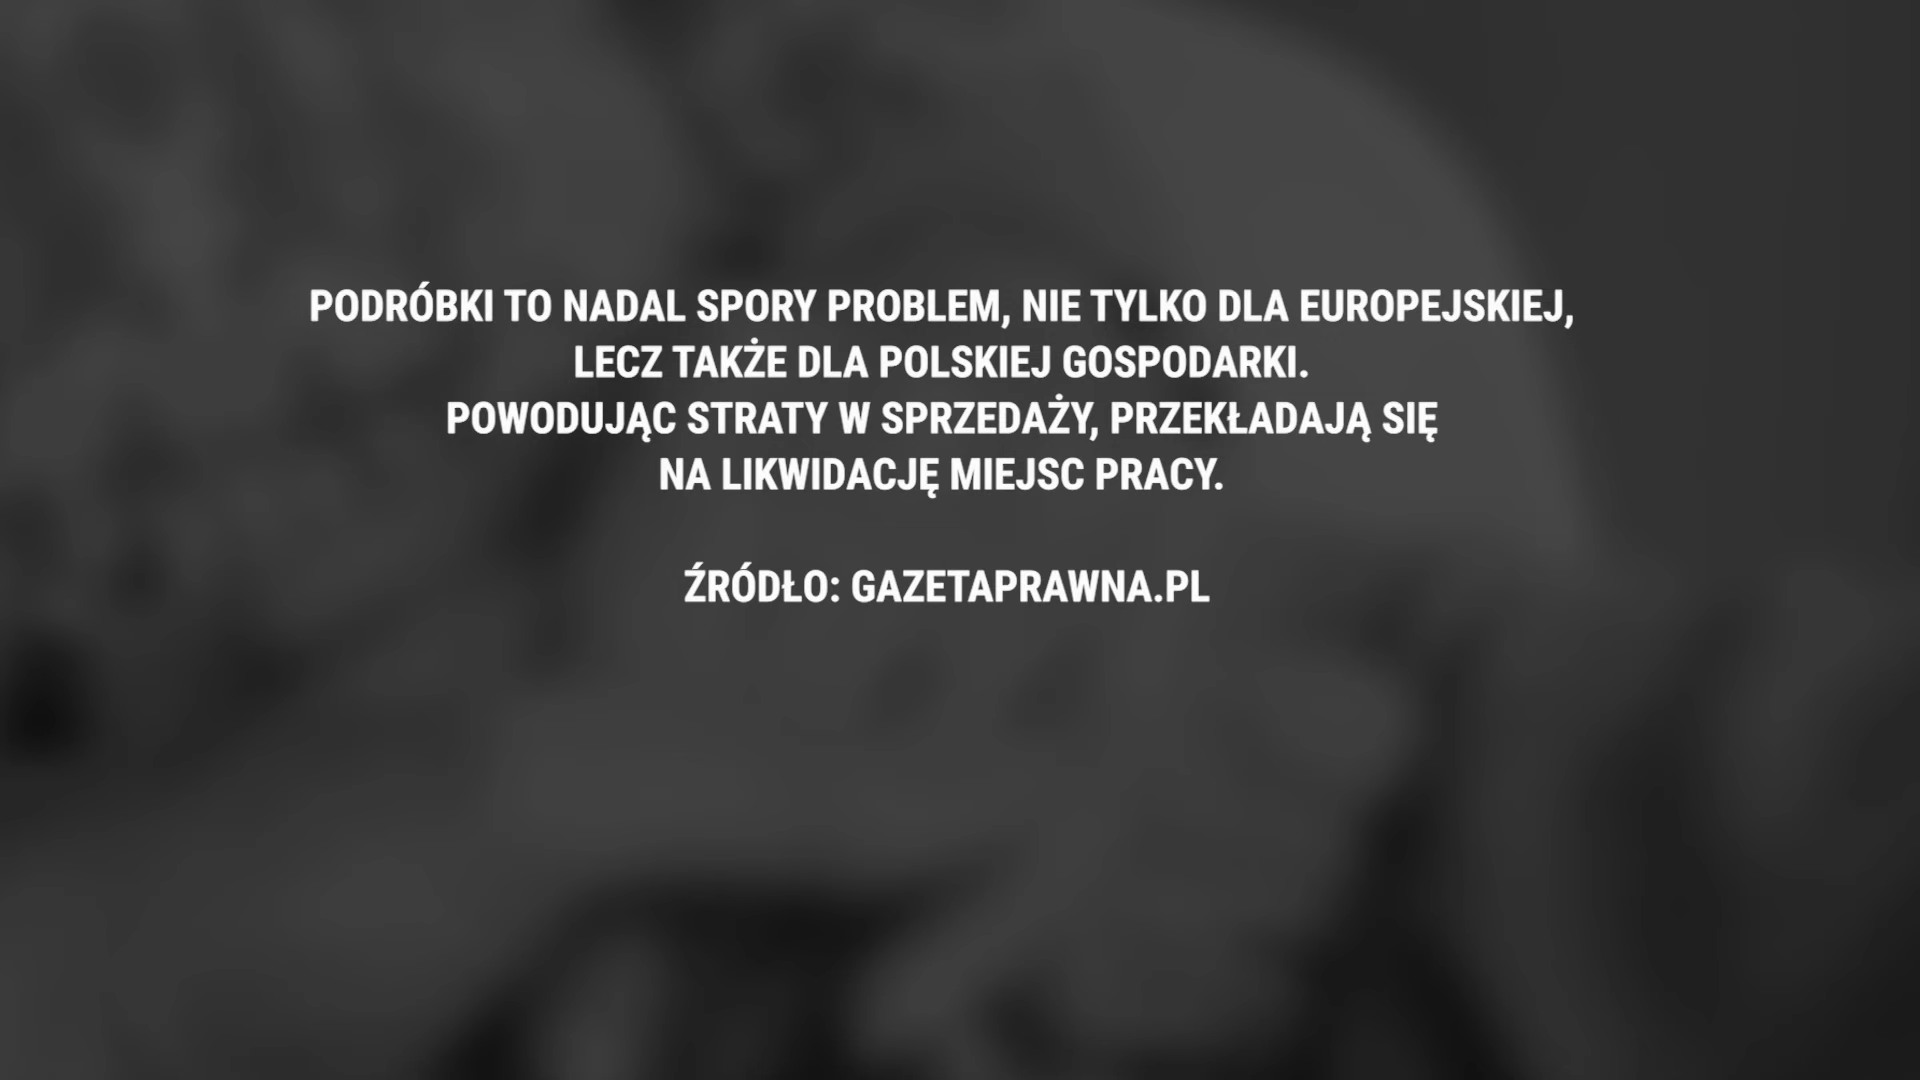 PODRÓBKI TO NADAL SPORY PROBLEM, NIE TYLKO DLA EUROPEJSKIEJ,
LECZ TAKŻE DLA POLSKIEJ GOSPODARKI.
POWODUJĄC STRATY W SPRZEDAŻY, PRZEKŁADAJĄ SIĘ
NA LIKWIDACJĘ MIEJSC PRACY.
ŹRÓDŁO: GAZETAPRAWNA.PL